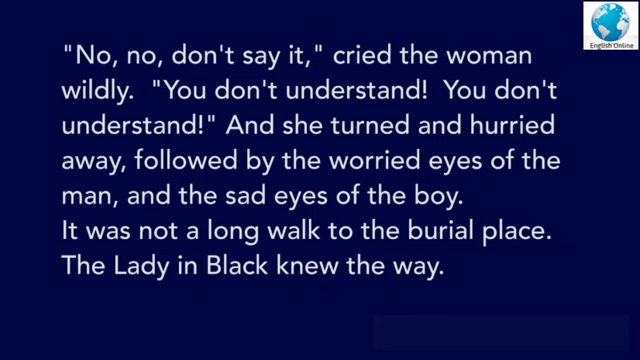 English Online
"No, no, don't say it," cried the woman
wildly.  "You don't understand!  You don't
understand!" And she turned and hurried
away, followed by the worried eyes of the
man, and the sad eyes of the boy.
It was not a long walk to the burial place.
The Lady in Black knew the way.